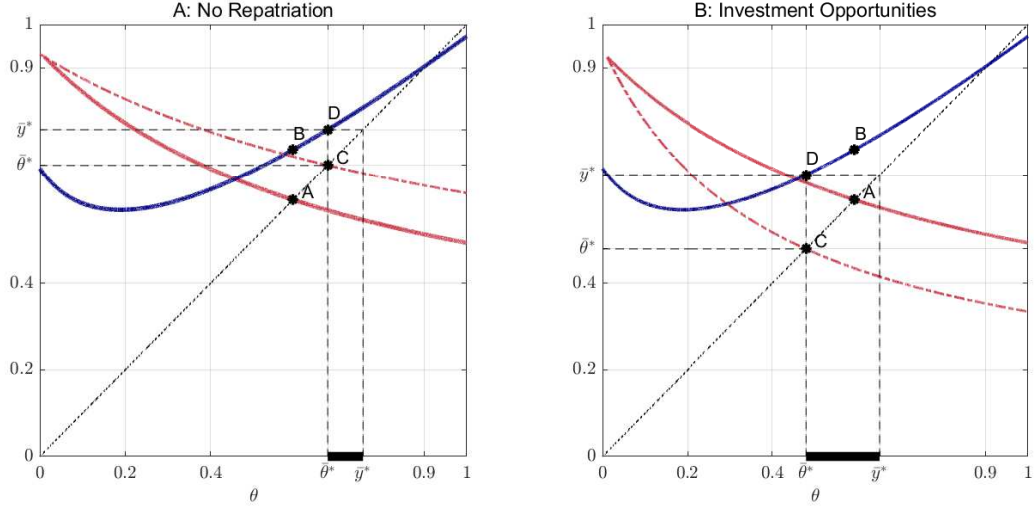 A: No Repatriation
1
0.9
D
ȳ*
B
θ̄*
C
A
0.4
0.2
0
0
0.2
0.4
θ̄*
ȳ*
0.9
1
θ
B: Investment Opportunities
1
0.9
B
D
ȳ*
A
θ̄*
C
0.4
0.2
0
0
0.2
0.4
θ̄*
ȳ*
0.9
1
θ